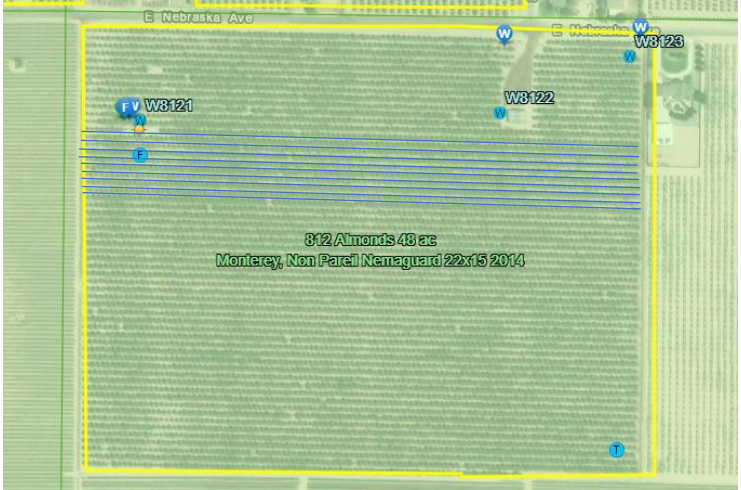 E Nebraska Ave
W
E Nebraska Ave
W
W8123
W
F V W8121
W
W8122
W
F
812 Almonds 48 ac
Monterey, Non Pareil Nemaguard 22x15 2014
T